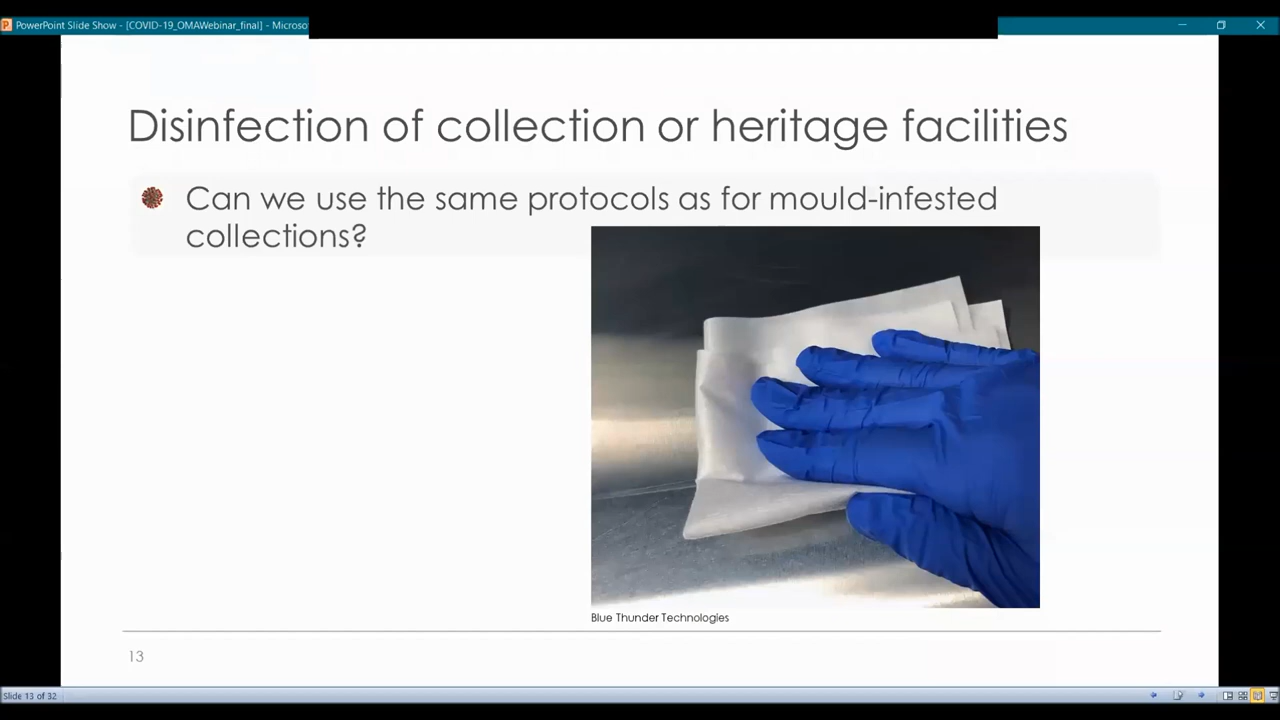 PowerPoint Slide Show - [COVID-19_OMAWebinar_final] - Microso
Disinfection of collection or heritage facilities
Can we use the same protocols as for mould-infested
collections?
Blue Thunder Technologies
13
Slide 13 of 32